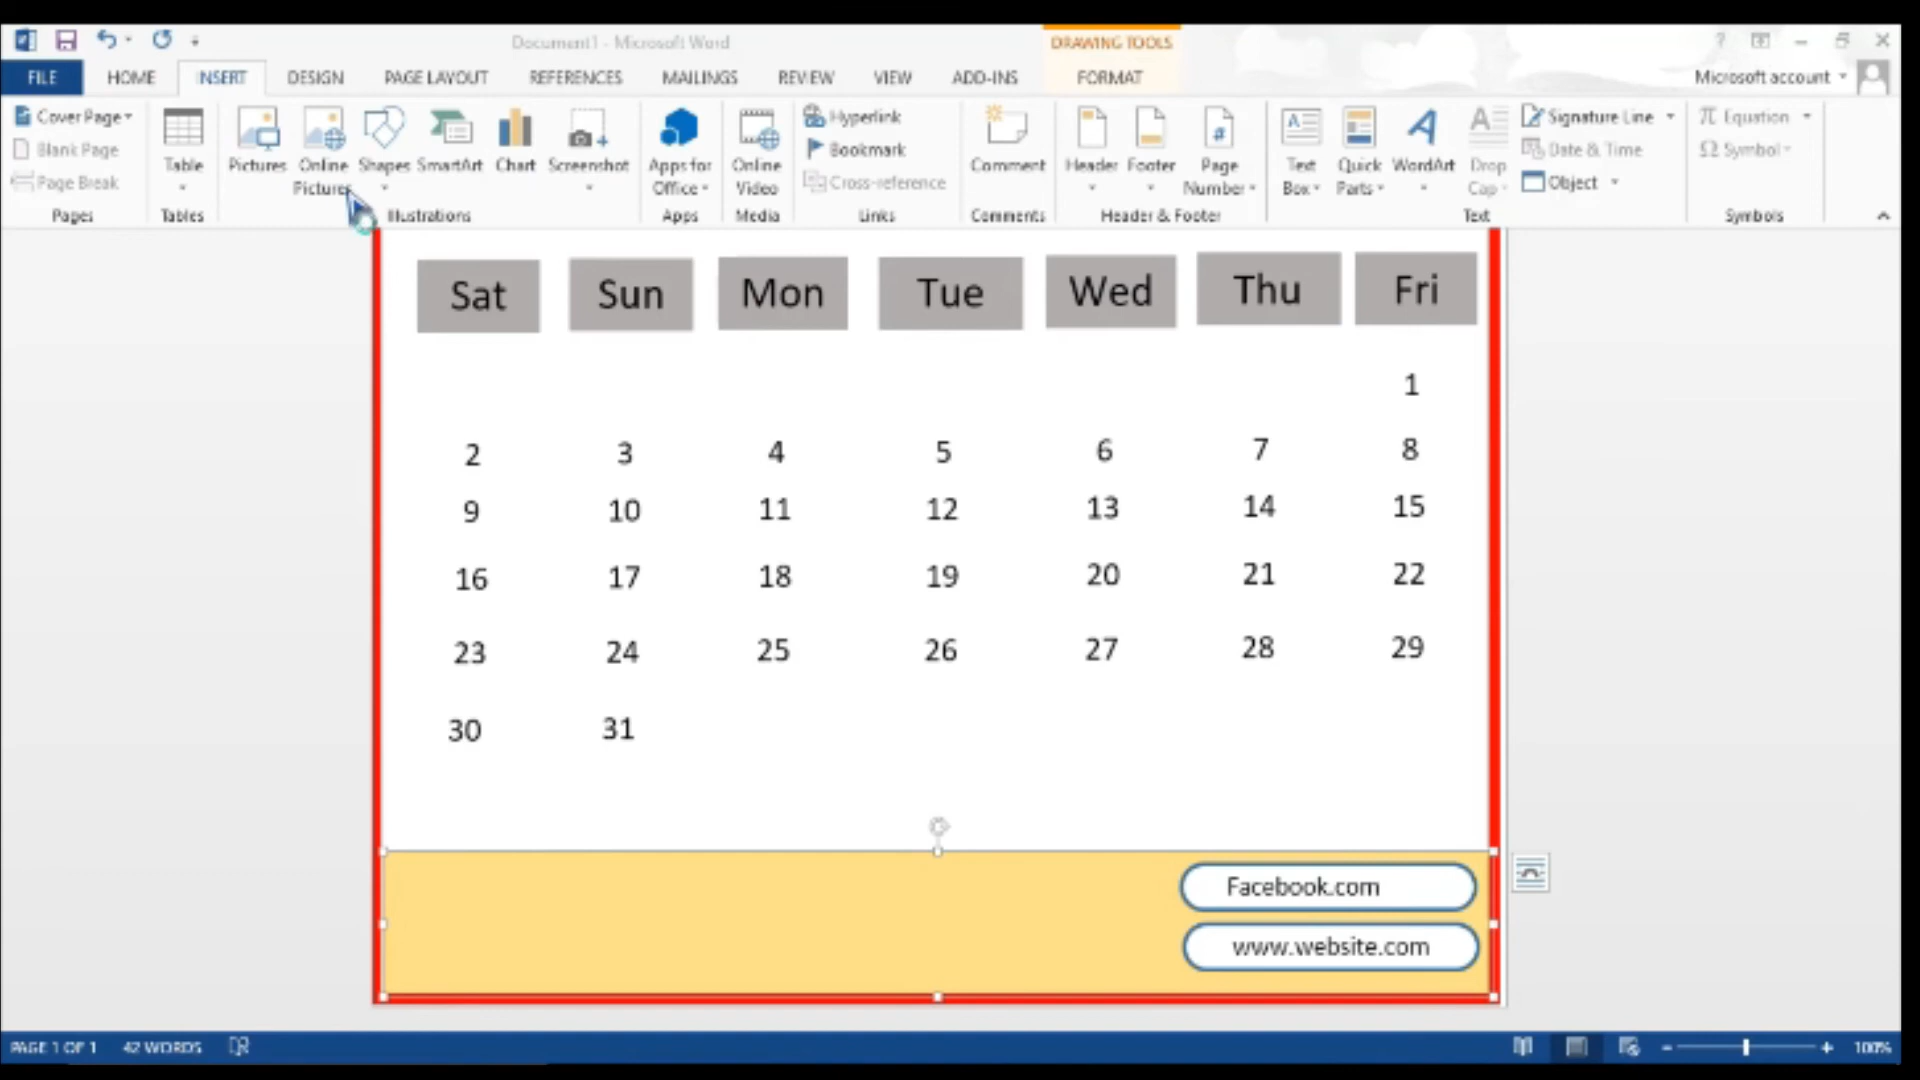 Document1 - Microsoft Word
DRAWING TOOLS
?
FILE HOME INSERT DESIGN PAGE LAYOUT REFERENCES MAILINGS REVIEW VIEW ADD-INS FORMAT Microsoft account
Cover Page
Blank Page
Page Break
Pages
Table
Tables
Pictures
Online Pictures
Shapes
SmartArt
Chart
Screenshot
Illustrations
Apps for Office
Apps
Online Video
Media
Hyperlink
Bookmark
Cross-reference
Links
Comment
Comments
Header
Footer
Page Number
Header & Footer
Text Box
Quick Parts
WordArt
Drop Cap
Signature Line
Date & Time
Object
Text
π Equation
Ω Symbol
Symbols
Sat Sun Mon Tue Wed Thu Fri
1
2 3 4 5 6 7 8
9 10 11 12 13 14 15
16 17 18 19 20 21 22
23 24 25 26 27 28 29
30 31
Facebook.com
www.website.com
PAGE 1 OF 1 42 WORDS 100%